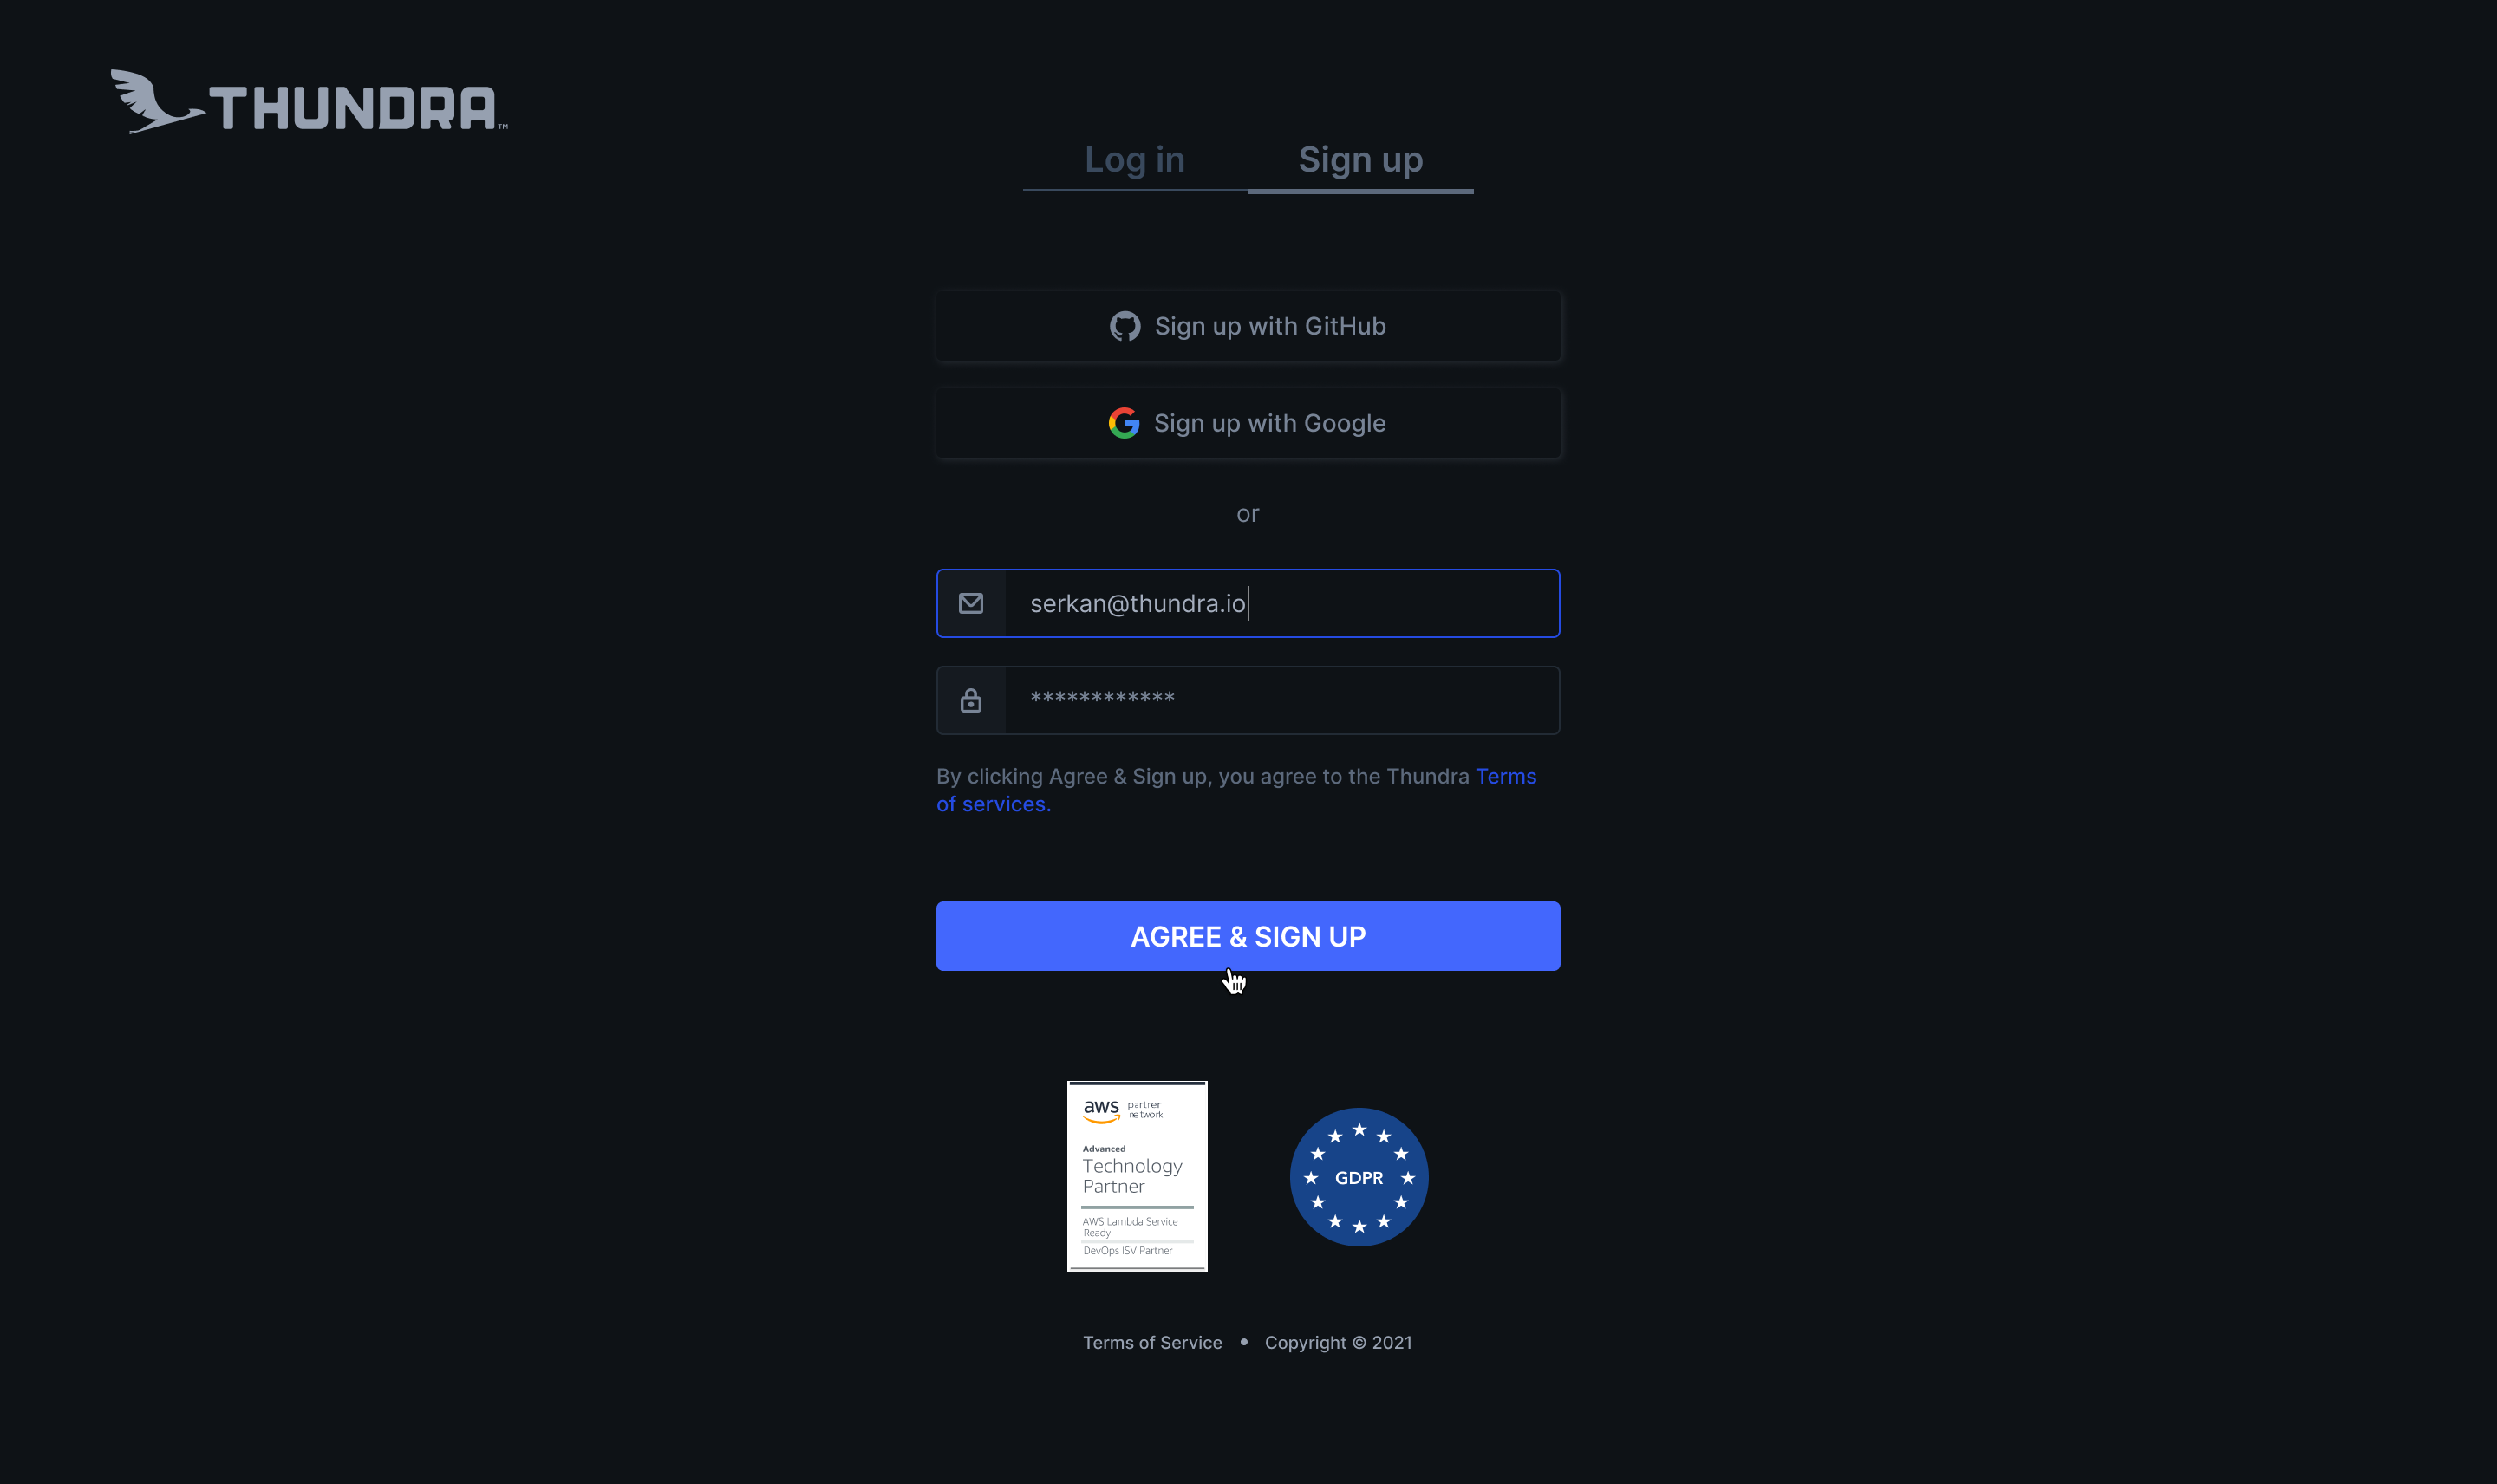 THUNDRA™
Log in
Sign up
Sign up with GitHub
Sign up with Google
or
serkan@thundra.io
************
By clicking Agree & Sign up, you agree to the Thundra Terms
of services.
AGREE & SIGN UP
aws partner
network
Advanced
Technology
Partner
AWS Lambda Service
Ready
DevOps ISV Partner
GDPR
Terms of Service • Copyright © 2021